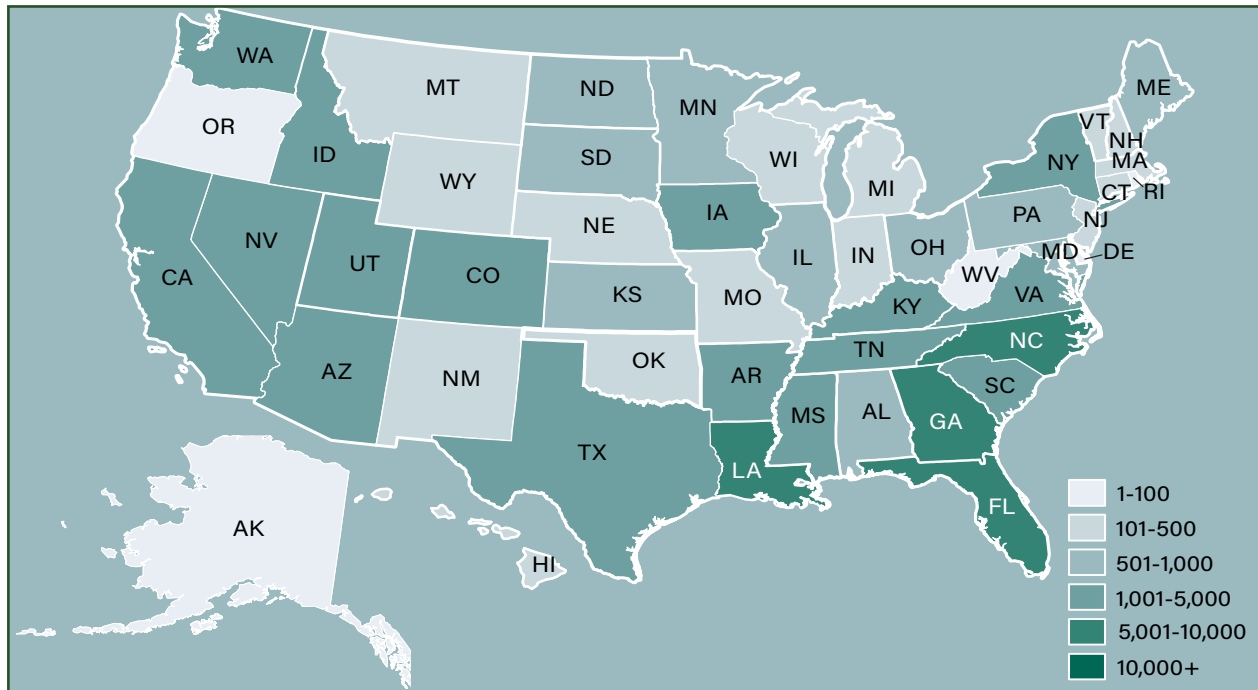 WA
MT
ND
MN
ME
VT
NH
OR
ID
SD
WI
MI
NY
MA
WY
CT
RI
IA
PA
NJ
NE
NV
UT
CO
IL
IN
OH
MD
DE
CA
WV
KS
MO
KY
VA
TN
NC
OK
AR
AZ
NM
SC
MS
AL
GA
TX
LA
FL
AK
HI
1-100
101-500
501-1,000
1,001-5,000
5,001-10,000
10,000+